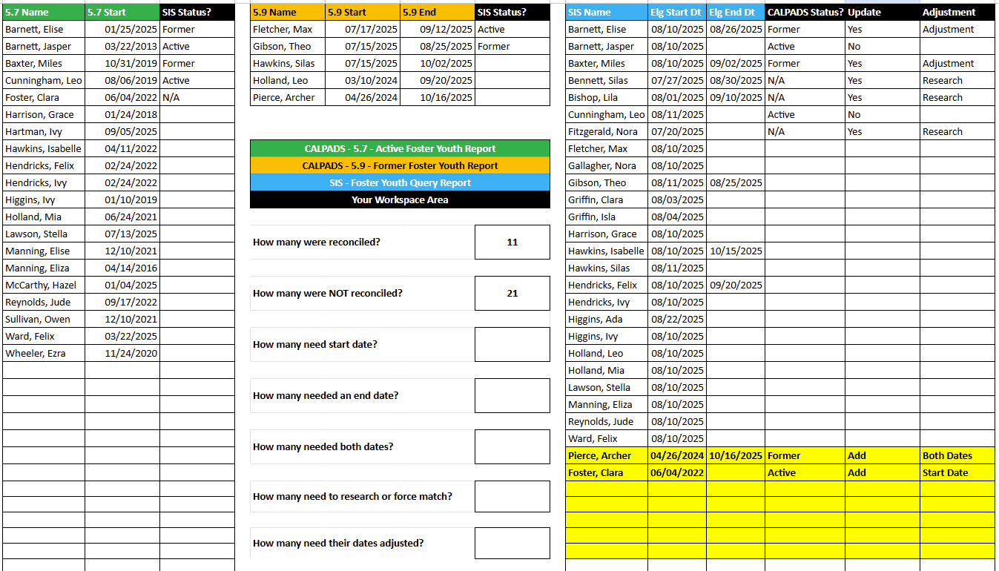 5.7 Name 5.7 Start SIS Status?
Barnett, Elise 01/25/2025 Former
Barnett, Jasper 03/22/2013 Active
Baxter, Miles 10/31/2019 Former
Cunningham, Leo 08/06/2019 Active
Foster, Clara 06/04/2022 N/A
Harrison, Grace 01/24/2018
Hartman, Ivy 09/05/2025
Hawkins, Isabelle 04/11/2022
Hendricks, Felix 02/24/2022
Hendricks, Ivy 02/24/2022
Higgins, Ivy 01/10/2019
Holland, Mia 06/24/2021
Lawson, Stella 07/13/2025
Manning, Elise 12/10/2021
Manning, Eliza 04/14/2016
McCarthy, Hazel 01/04/2025
Reynolds, Jude 09/17/2022
Sullivan, Owen 12/10/2021
Ward, Felix 03/22/2025
Wheeler, Ezra 11/24/2020
5.9 Name 5.9 Start 5.9 End SIS Status?
Fletcher, Max 07/17/2025 09/12/2025 Active
Gibson, Theo 07/15/2025 08/25/2025 Former
Hawkins, Silas 07/15/2025 10/02/2025
Holland, Leo 03/10/2024 09/20/2025
Pierce, Archer 04/26/2024 10/16/2025
CALPADS - 5.7 - Active Foster Youth Report
CALPADS - 5.9 - Former Foster Youth Report
SIS - Foster Youth Query Report
Your Workspace Area
How many were reconciled? 11
How many were NOT reconciled? 21
How many need start date?
How many needed an end date?
How many needed both dates?
How many need to research or force match?
How many need their dates adjusted?
SIS Name Elg Start Dt Elg End Dt CALPADS Status? Update Adjustment
Barnett, Elise 08/10/2025 08/26/2025 Former Yes Adjustment
Barnett, Jasper 08/10/2025 Active No
Baxter, Miles 08/10/2025 09/02/2025 Former Yes Adjustment
Bennett, Silas 07/27/2025 08/30/2025 N/A Yes Research
Bishop, Lila 08/01/2025 09/10/2025 N/A Yes Research
Cunningham, Leo 08/11/2025 Active No
Fitzgerald, Nora 07/20/2025 N/A Yes Research
Fletcher, Max 08/10/2025
Gallagher, Nora 08/10/2025
Gibson, Theo 08/11/2025 08/25/2025
Griffin, Clara 08/03/2025
Griffin, Isla 08/04/2025
Harrison, Grace 08/10/2025
Hawkins, Isabelle 08/10/2025 10/15/2025
Hawkins, Silas 08/11/2025
Hendricks, Felix 08/10/2025 09/20/2025
Hendricks, Ivy 08/10/2025
Higgins, Ada 08/22/2025
Higgins, Ivy 08/10/2025
Holland, Leo 08/10/2025
Holland, Mia 08/10/2025
Lawson, Stella 08/10/2025
Manning, Eliza 08/10/2025
Reynolds, Jude 08/10/2025
Ward, Felix 08/10/2025
Pierce, Archer 04/26/2024 10/16/2025 Former Add Both Dates
Foster, Clara 06/04/2022 Active Add Start Date